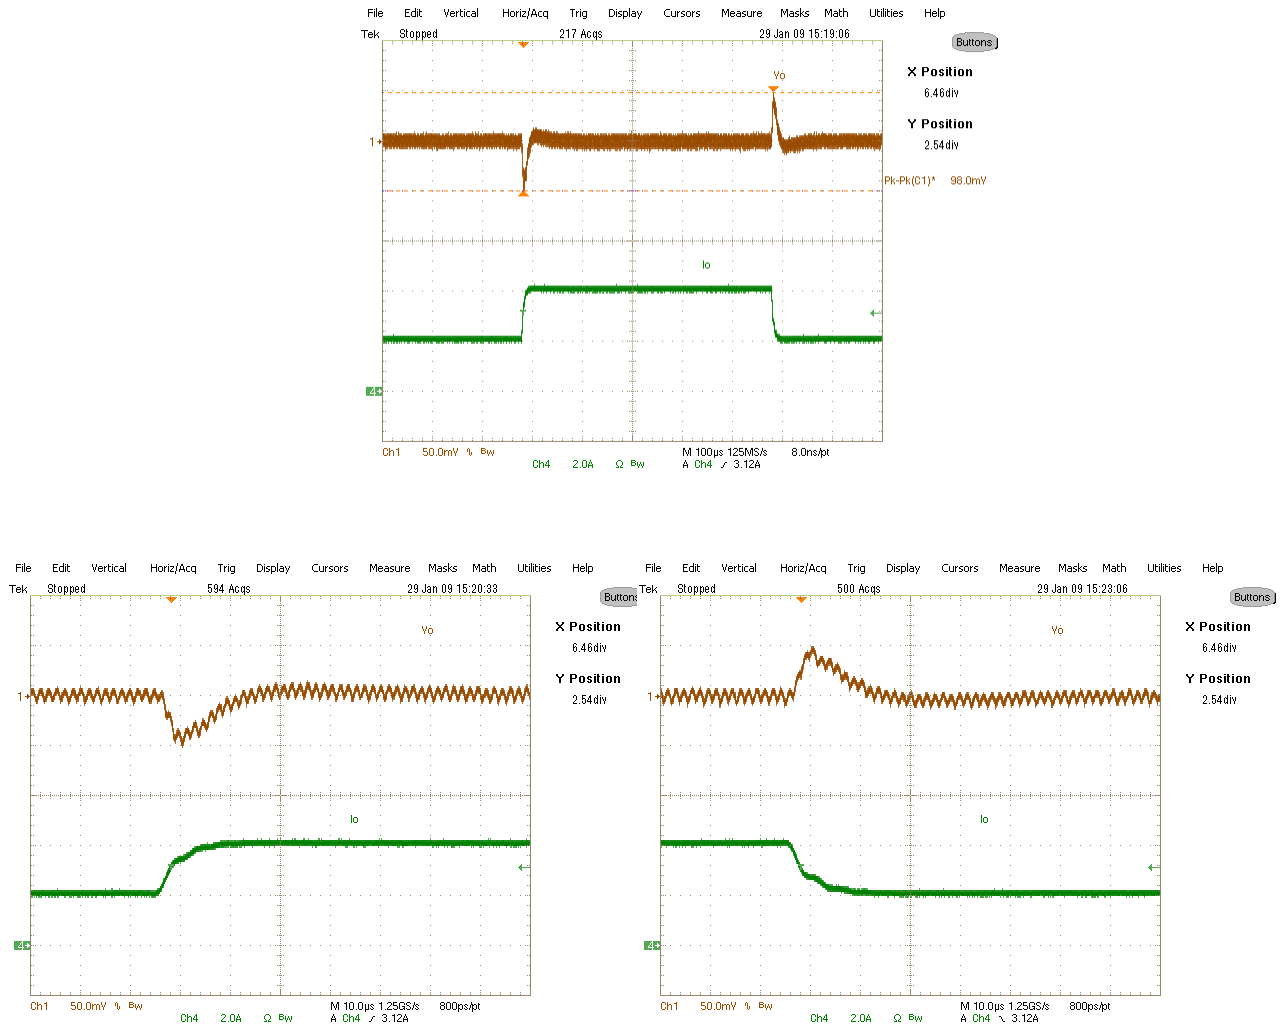 File Edit Vertical Horiz/Acq Trig Display Cursors Measure Masks Math Utilities Help
Tek Stopped 217 Acqs 29 Jan 09 15:19:06
Buttons
X Position
6.46div
Vo
Y Position
2.54div
1
Pk-Pk(C1)* 98.0mV
Io
4
Ch1 50.0mV Bw M 100µs 125MS/s 8.0ns/pt
Ch4 2.0A Ω Bw A Ch4 3.12A
File Edit Vertical Horiz/Acq Trig Display Cursors Measure Masks Math Utilities Help
Tek Stopped 594 Acqs 29 Jan 09 15:20:33
Buttons
X Position
Vo
6.46div
Y Position
1
2.54div
Io
4
Ch1 50.0mV Bw M 10.0µs 1.25GS/s 800ps/pt
Ch4 2.0A Ω Bw A Ch4 3.12A
File Edit Vertical Horiz/Acq Trig Display Cursors Measure Masks Math Utilities Help
Tek Stopped 500 Acqs 29 Jan 09 15:23:06
Buttons
X Position
Vo
6.46div
Y Position
1
2.54div
Io
4
Ch1 50.0mV Bw M 10.0µs 1.25GS/s 800ps/pt
Ch4 2.0A Ω Bw A Ch4 3.12A